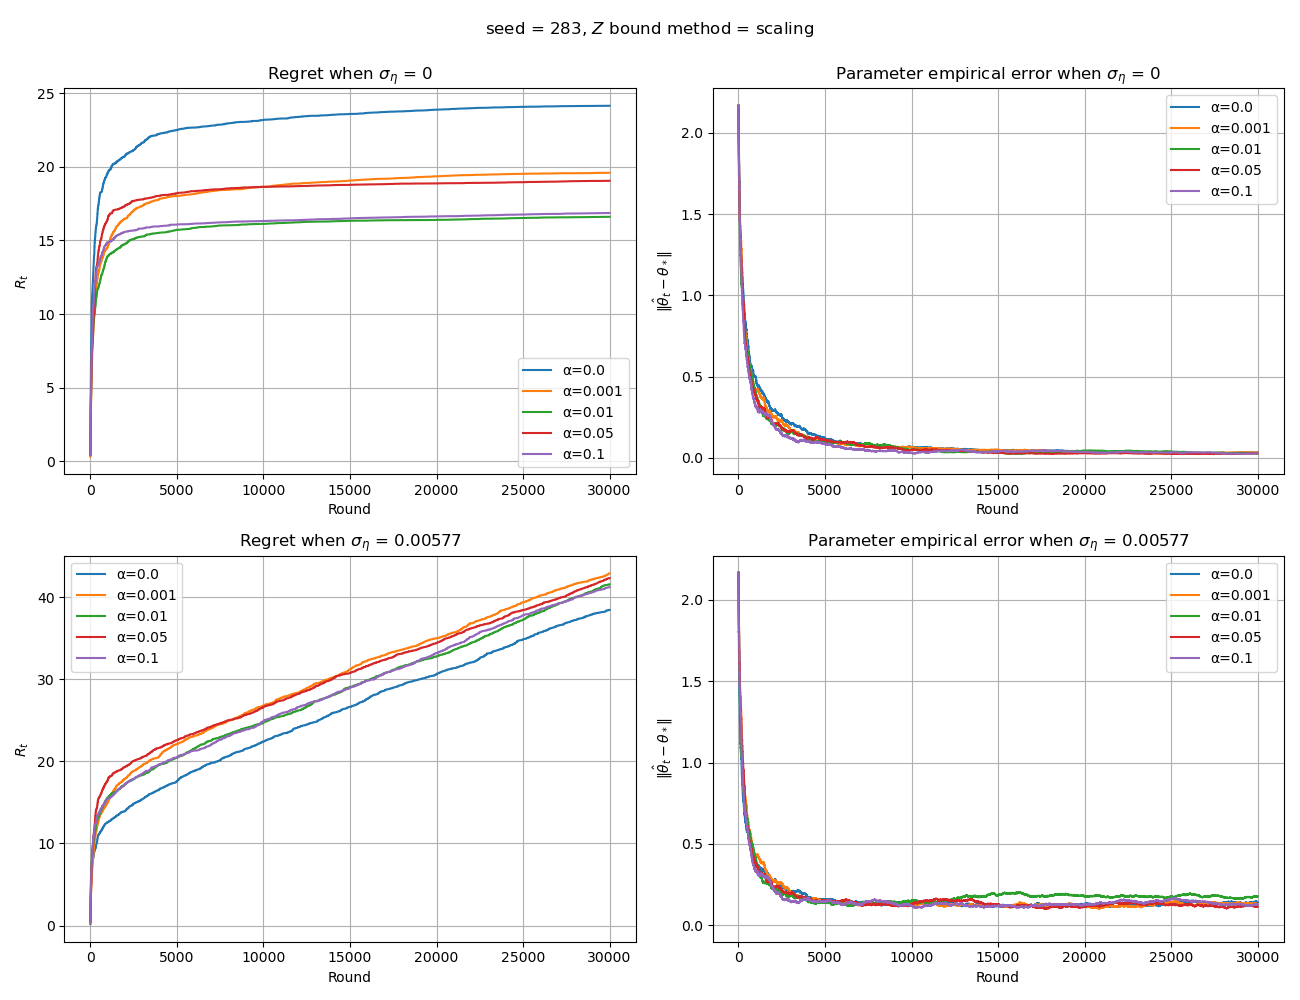 seed = 283, Z bound method = scaling
Regret when σ_η = 0
R_t
25
20
15
10
5
0
α=0.0
α=0.001
α=0.01
α=0.05
α=0.1
0 5000 10000 15000 20000 25000 30000
Round
Parameter empirical error when σ_η = 0
‖θ̂_t − θ_*‖
2.0
1.5
1.0
0.5
0.0
α=0.0
α=0.001
α=0.01
α=0.05
α=0.1
0 5000 10000 15000 20000 25000 30000
Round
Regret when σ_η = 0.00577
R_t
40
30
20
10
0
α=0.0
α=0.001
α=0.01
α=0.05
α=0.1
0 5000 10000 15000 20000 25000 30000
Round
Parameter empirical error when σ_η = 0.00577
‖θ̂_t − θ_*‖
2.0
1.5
1.0
0.5
0.0
α=0.0
α=0.001
α=0.01
α=0.05
α=0.1
0 5000 10000 15000 20000 25000 30000
Round